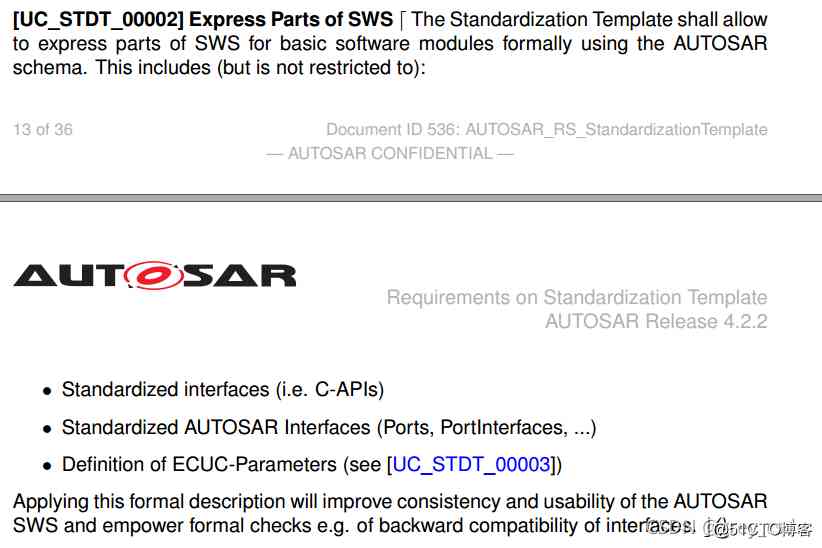 [UC_STDT_00002] Express Parts of SWS ⌈ The Standardization Template shall allow
to express parts of SWS for basic software modules formally using the AUTOSAR
schema. This includes (but is not restricted to):
13 of 36 Document ID 536: AUTOSAR_RS_StandardizationTemplate
— AUTOSAR CONFIDENTIAL —
AUTOSAR
Requirements on Standardization Template
AUTOSAR Release 4.2.2
• Standardized interfaces (i.e. C-APIs)
• Standardized AUTOSAR Interfaces (Ports, PortInterfaces, ...)
• Definition of ECUC-Parameters (see [UC_STDT_00003])
Applying this formal description will improve consistency and usability of the AUTOSAR
SWS and empower formal checks e.g. of backward compatibility of interfaces.
@51CTO博客